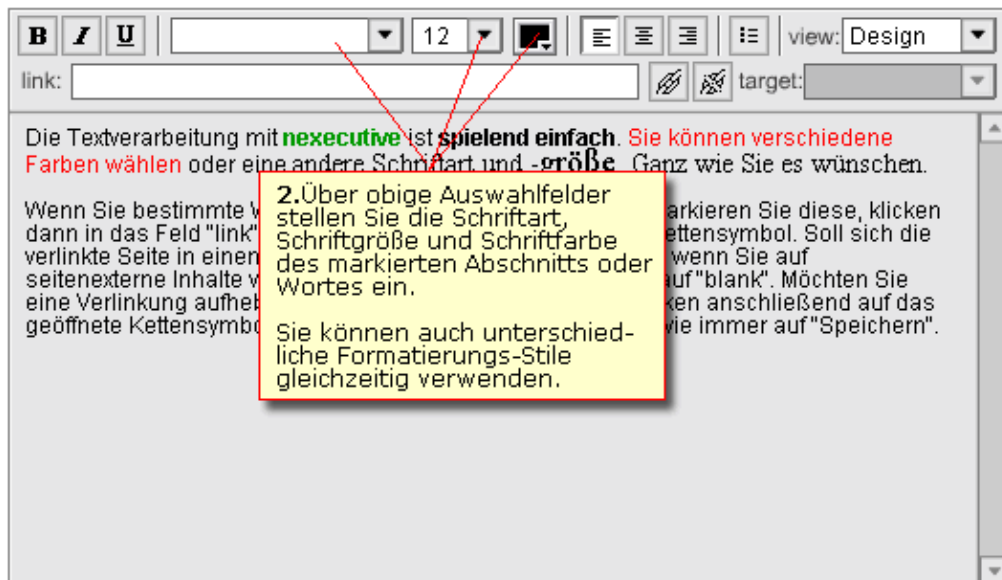 B I U 12 view: Design
link: target:
Die Textverarbeitung mit nexecutive ist spielend einfach. Sie können verschiedene
Farben wählen oder eine andere Schriftart und -größe. Ganz wie Sie es wünschen.
2.Über obige Auswahlfelder
stellen Sie die Schriftart,
Schriftgröße und Schriftfarbe
des markierten Abschnitts oder
Wortes ein.
Sie können auch unterschied-
liche Formatierungs-Stile
gleichzeitig verwenden.
Wenn Sie bestimmte arkieren Sie diese, klicken
dann in das Feld "link" ettensymbol. Soll sich die
verlinkte Seite in einen wenn Sie auf
seitenexterne Inhalte auf "blank". Möchten Sie
eine Verlinkung aufheb ken anschließend auf das
geöffnete Kettensymbo wie immer auf "Speichern".